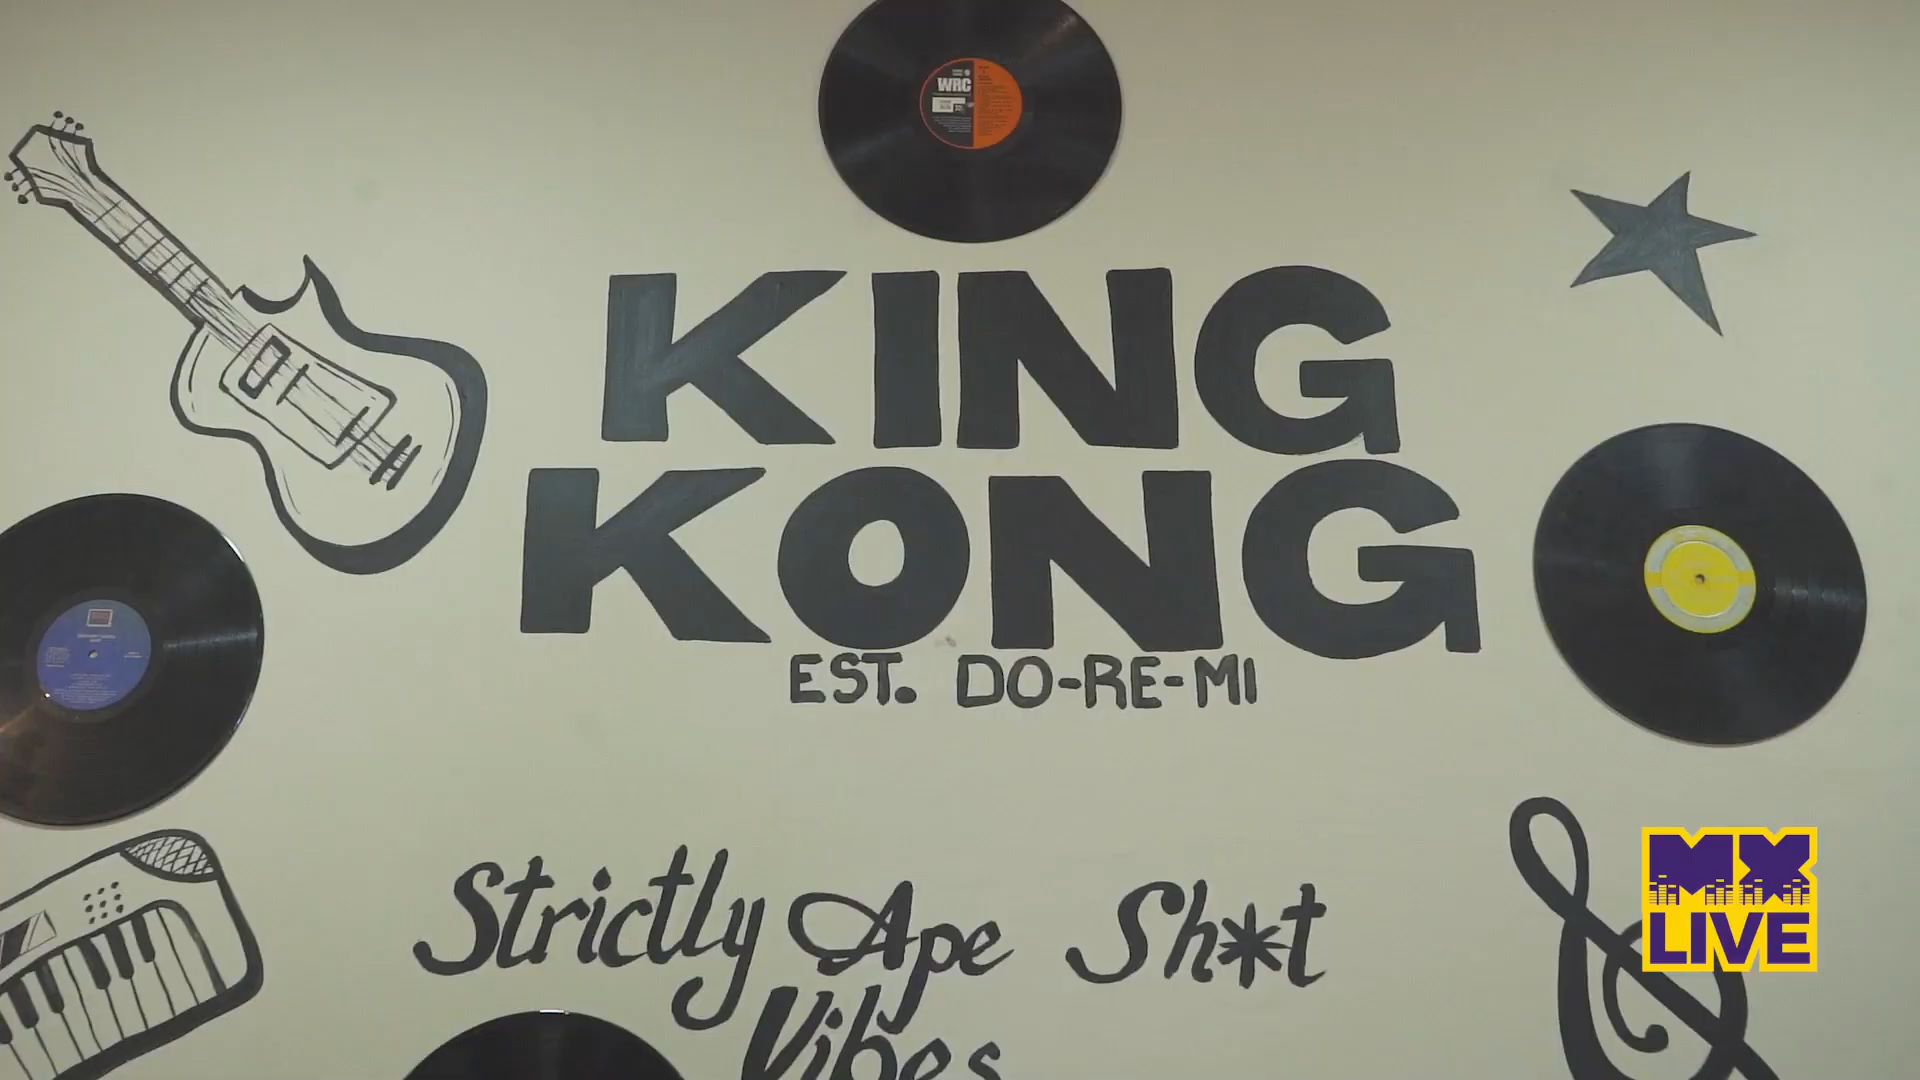 WRC
KING
KONG
EST. DO-RE-MI
Strictly Ape Sh*t
Vibes
MX
LIVE